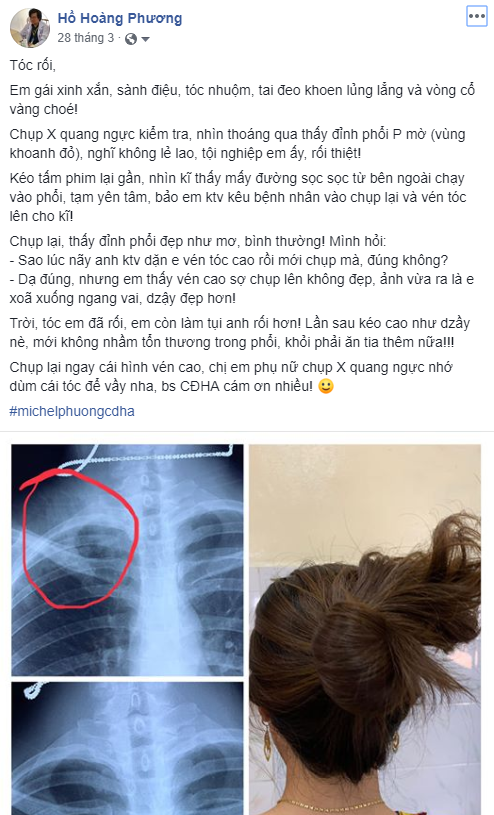 Hồ Hoàng Phương
28 tháng 3 ·
Tóc rối,
Em gái xinh xắn, sành điệu, tóc nhuộm, tai đeo khoen lủng lẳng và vòng cổ
vàng choé!
Chụp X quang ngực kiểm tra, nhìn thoáng qua thấy đỉnh phổi P mờ (vùng
khoanh đỏ), nghĩ không lẻ lao, tội nghiệp em ấy, rối thiệt!
Kéo tấm phim lại gần, nhìn kĩ thấy mấy đường sọc sọc từ bên ngoài chạy
vào phổi, tạm yên tâm, bảo em ktv kêu bệnh nhân vào chụp lại và vén tóc
lên cho kĩ!
Chụp lại, thấy đỉnh phổi đẹp như mơ, bình thường! Mình hỏi:
- Sao lúc nãy anh ktv dặn e vén tóc cao rồi mới chụp mà, đúng không?
- Dạ đúng, nhưng em thấy vén cao sợ chụp lên không đẹp, ảnh vừa ra là e
xoã xuống ngang vai, dzậy đẹp hơn!
Trời, tóc em đã rối, em còn làm tụi anh rối hơn! Lần sau kéo cao như dzầy
nè, mới không nhầm tổn thương trong phổi, khỏi phải ăn tia thêm nữa!!!
Chụp lại ngay cái hình vén cao, chị em phụ nữ chụp X quang ngực nhớ
dùm cái tóc để vầy nha, bs CĐHA cám ơn nhiều! 🙂
#michelphuongcdha